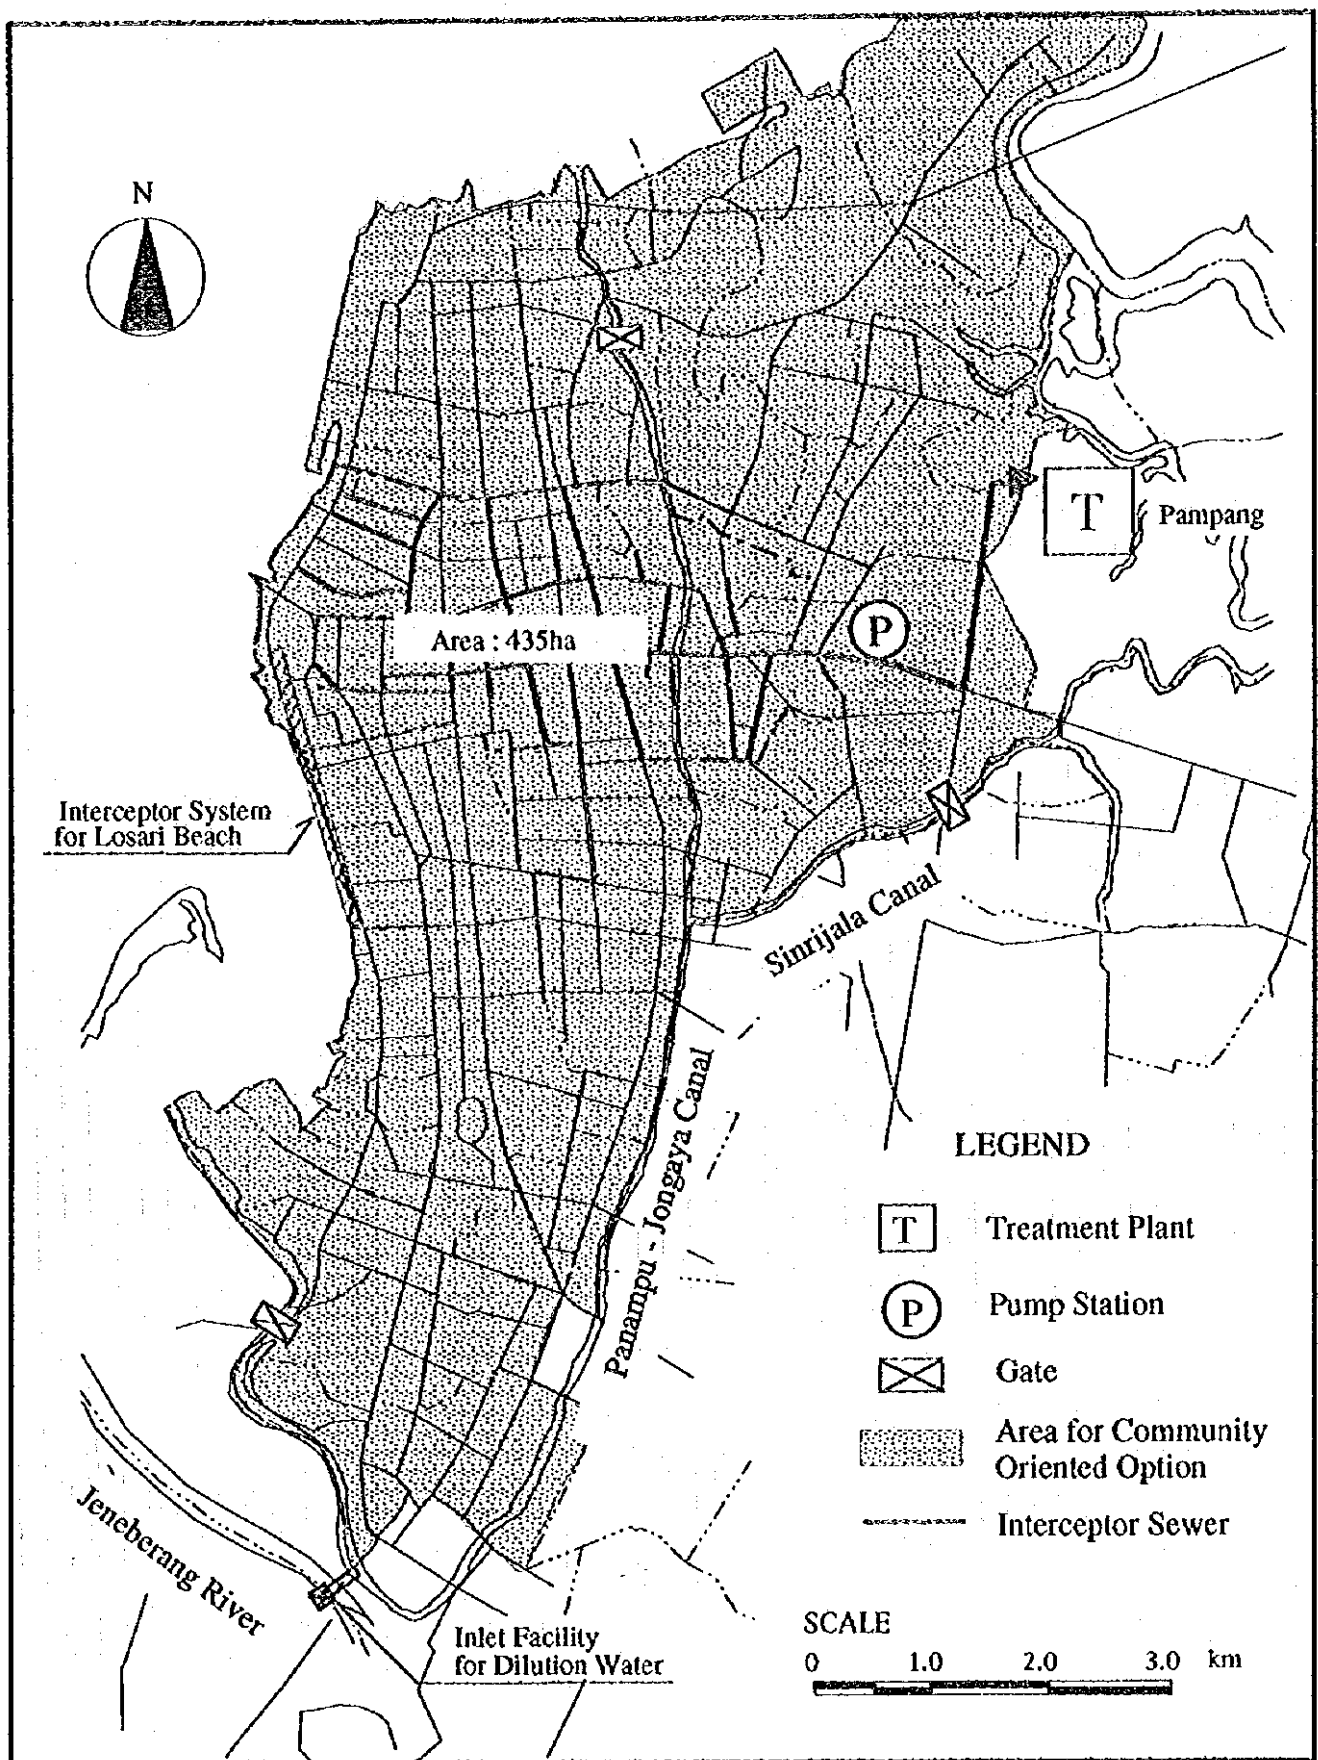 N
T
Pampang
P
Area : 435ha
Interceptor System
for Losari Beach
Sinrijala Canal
Panampu - Jongaya Canal
LEGEND
T Treatment Plant
P Pump Station
Gate
Area for Community
Oriented Option
Interceptor Sewer
Jeneberang River
Inlet Facility
for Dilution Water
SCALE
0 1.0 2.0 3.0 km